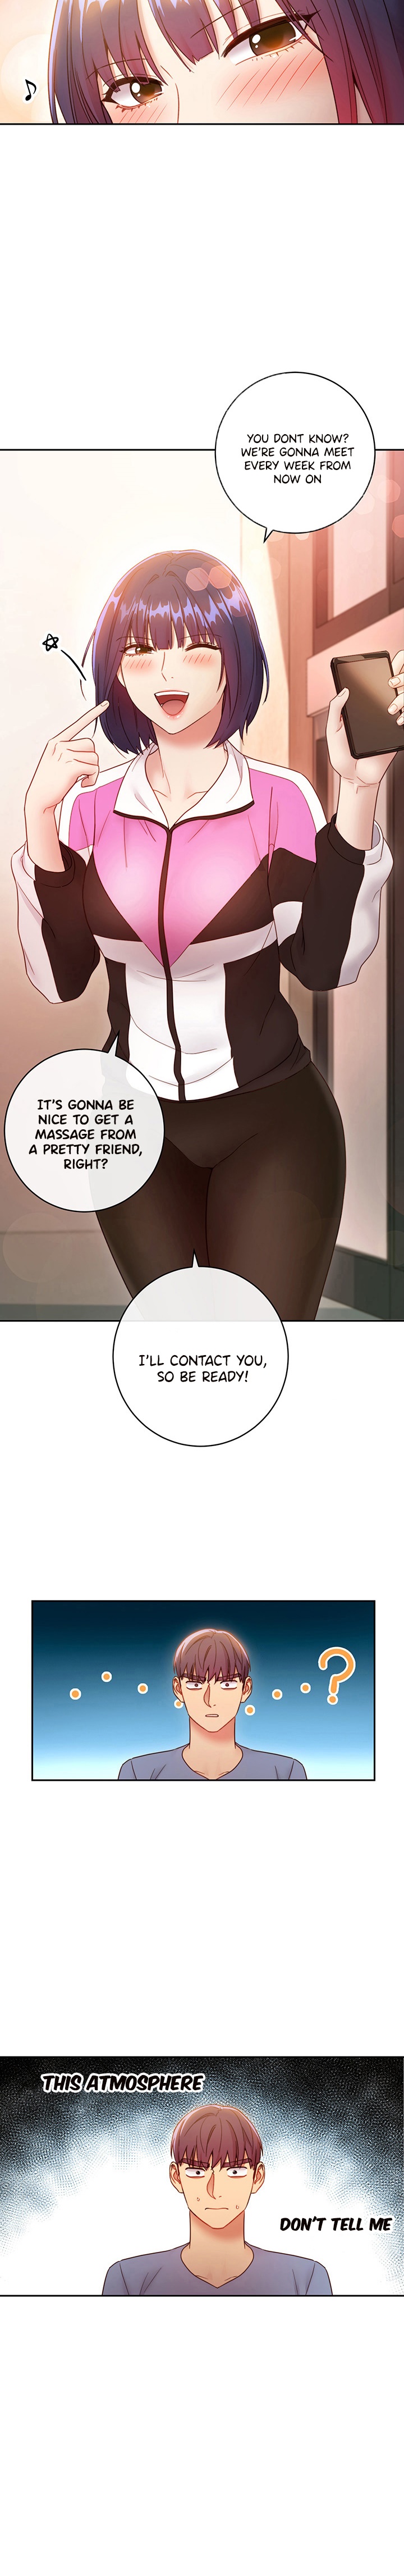 YOU DONT KNOW?
WE'RE GONNA MEET
EVERY WEEK FROM
NOW ON
IT'S GONNA BE
NICE TO GET A
MASSAGE FROM
A PRETTY FRIEND,
RIGHT?
I'LL CONTACT YOU,
SO BE READY!
?
THIS ATMOSPHERE
DON'T TELL ME